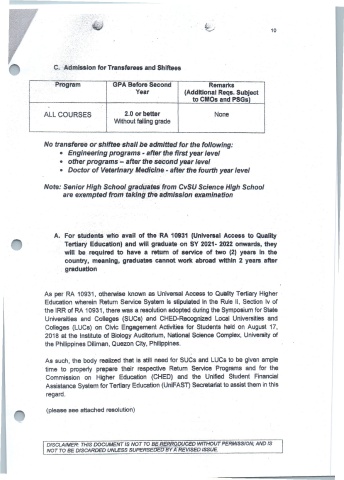 10
C. Admission for Transferees and Shiftees
Program GPA Before Second Year Remarks (Additional Reqs. Subject to CMOs and PSGs)
ALL COURSES 2.0 or better Without failing grade None
No transferee or shiftee shall be admitted for the following:
• Engineering programs - after the first year level
• other programs – after the second year level
• Doctor of Veterinary Medicine - after the fourth year level
Note: Senior High School graduates from CvSU Science High School
are exempted from taking the admission examination
A. For students who avail of the RA 10931 (Universal Access to Quality
Tertiary Education) and will graduate on SY 2021- 2022 onwards, they
will be required to have a return of service of two (2) years in the
country, meaning, graduates cannot work abroad within 2 years after
graduation
As per RA 10931, otherwise known as Universal Access to Quality Tertiary Higher
Education wherein Return Service System is stipulated in the Rule II, Section iv of
the IRR of RA 10931, there was a resolution adopted during the Symposium for State
Universities and Colleges (SUCs) and CHED-Recognized Local Universities and
Colleges (LUCs) on Civic Engagement Activities for Students held on August 17,
2018 at the Institute of Biology Auditorium, National Science Complex, University of
the Philippines Diliman, Quezon City, Philippines.
As such, the body realized that is still need for SUCs and LUCs to be given ample
time to properly prepare their respective Return Service Programs and for the
Commission on Higher Education (CHED) and the Unified Student Financial
Assistance System for Tertiary Education (UniFAST) Secretariat to assist them in this
regard.
(please see attached resolution)
DISCLAIMER: THIS DOCUMENT IS NOT TO BE REPRODUCED WITHOUT PERMISSION, AND IS
NOT TO BE DISCARDED UNLESS SUPERSEDED BY A REVISED ISSUE